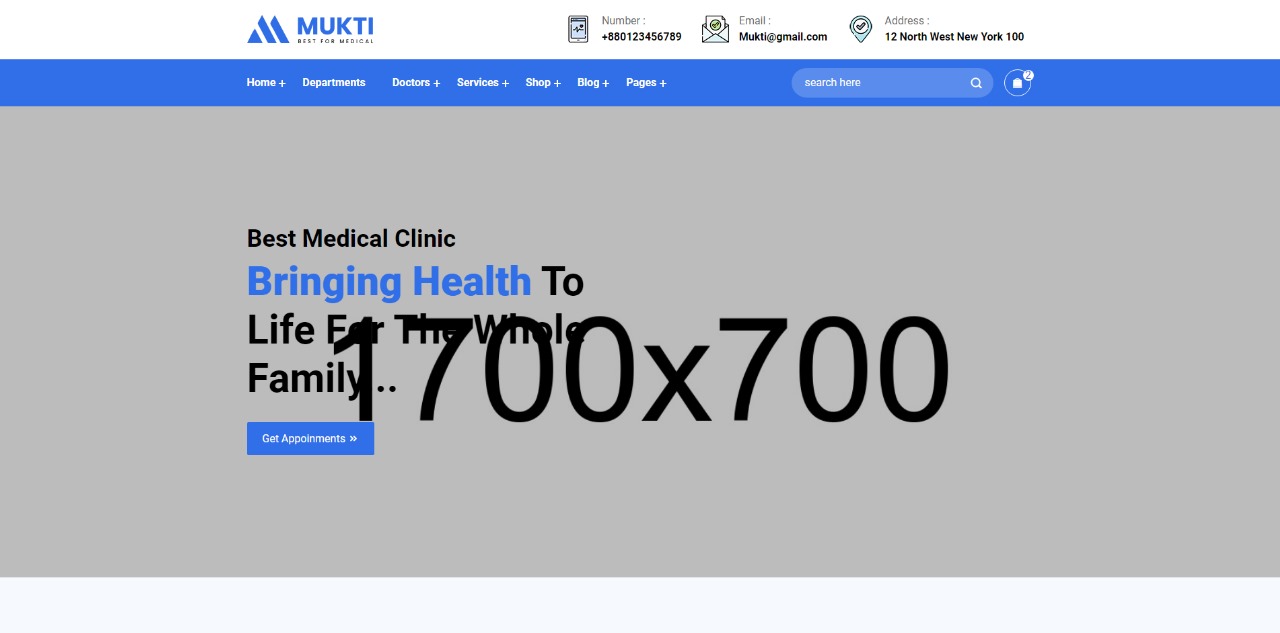 MUKTI
BEST FOR MEDICAL
Number :
+880123456789
Email :
Mukti@gmail.com
Address :
12 North West New York 100
Home + Departments Doctors + Services + Shop + Blog + Pages +
search here
2
Best Medical Clinic
Bringing Health To
Life For The Whole
Family...
1700x700
Get Appoinments »